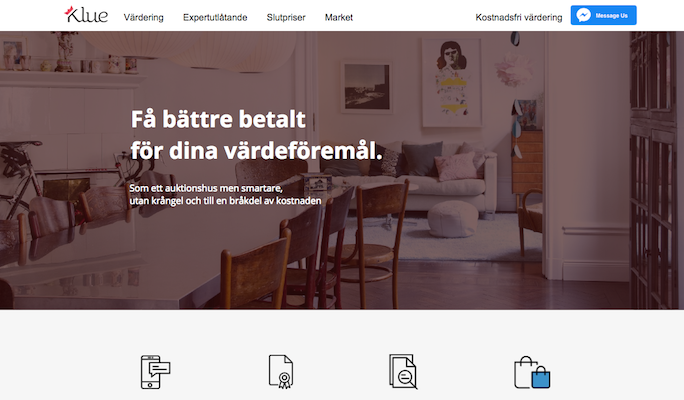 Klue
Värdering Expertutlåtande Slutpriser Market
Kostnadsfri värdering
Message Us
Få bättre betalt
för dina värdeföremål.
Som ett auktionshus men smartare,
utan krångel och till en bråkdel av kostnaden